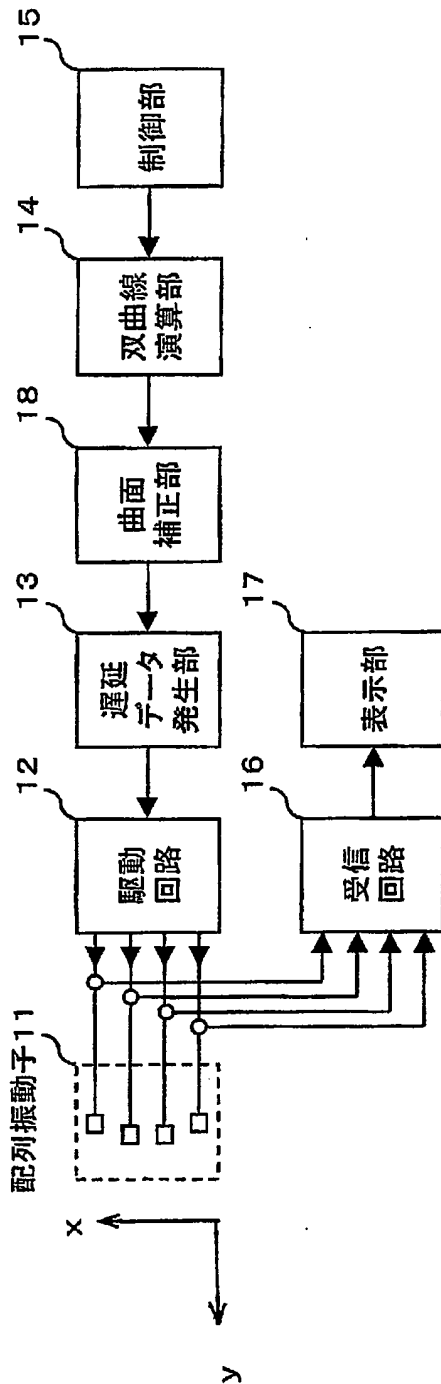 15
制御部
14
双曲線
演算部
18
曲面
補正部
13
遅延
データ
発生部
12
駆動
回路
配列振動子11
17
表示部
16
受信
回路
x
y